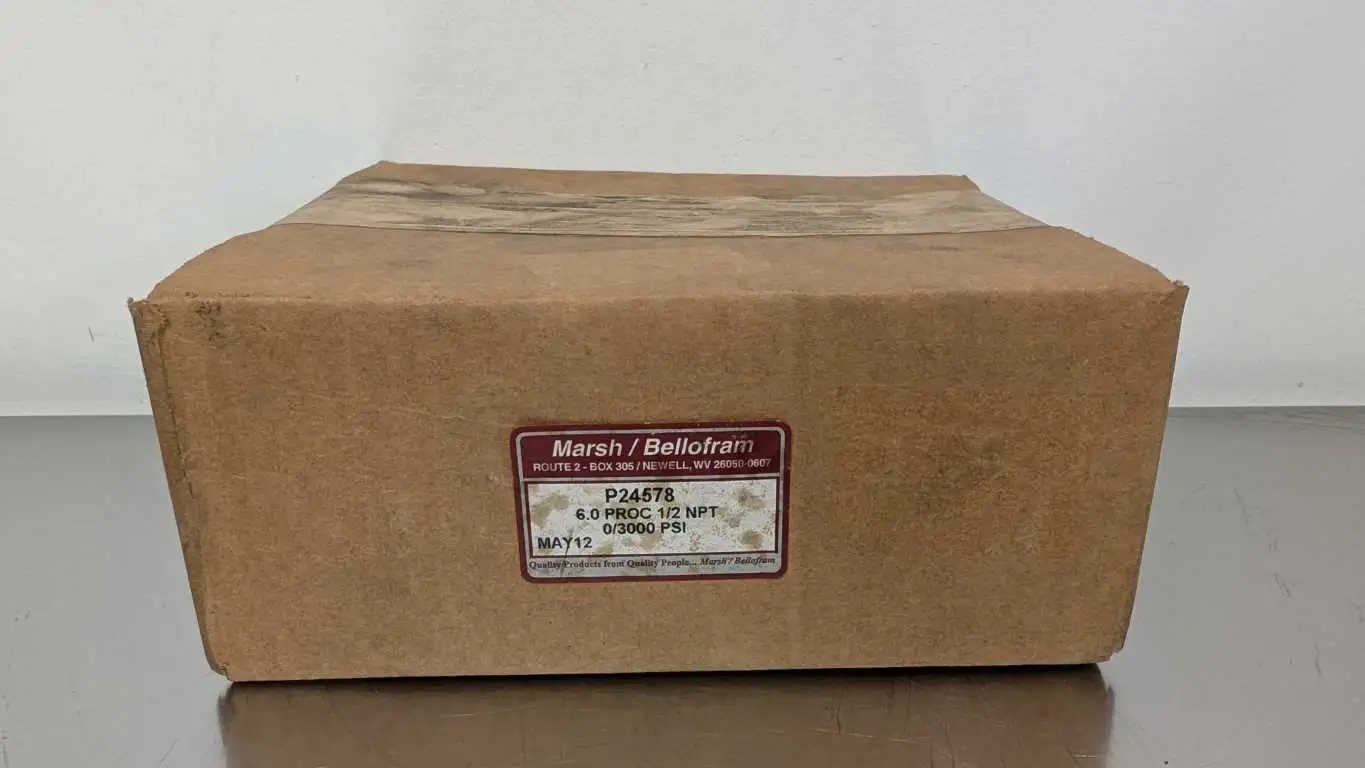 Marsh / Bellofram
ROUTE 2 - BOX 305 / NEWELL, WV 26050-0607
P24578
6.0 PROC 1/2 NPT
0/3000 PSI
MAY12
Quality Products from Quality People... Marsh / Bellofram